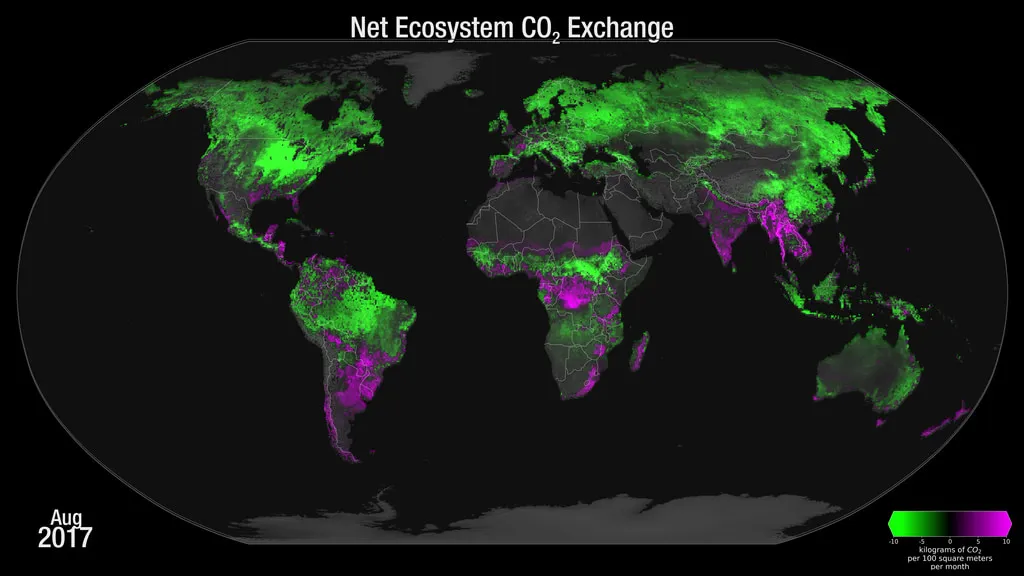 Net Ecosystem CO₂ Exchange
Aug
2017
-10 -5 0 5 10
kilograms of CO₂
per 100 square meters
per month